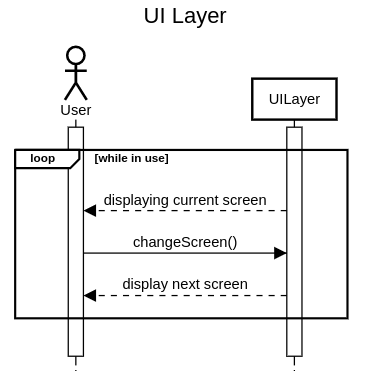 UI Layer
User
UILayer
loop
[while in use]
displaying current screen
changeScreen()
display next screen